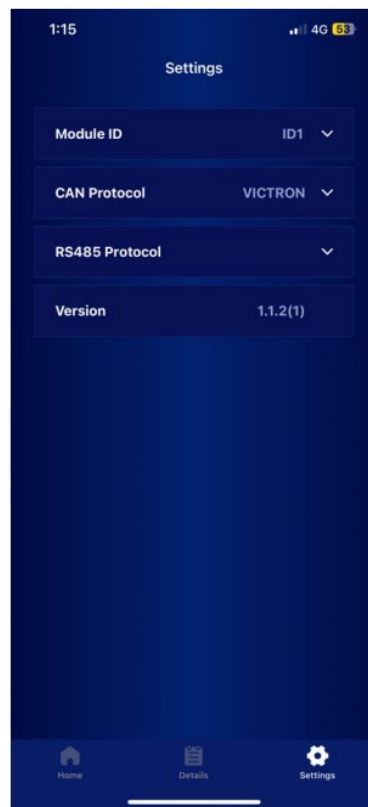 1:15 4G 53
Settings
Module ID ID1
CAN Protocol VICTRON
RS485 Protocol
Version 1.1.2(1)
Home Details Settings